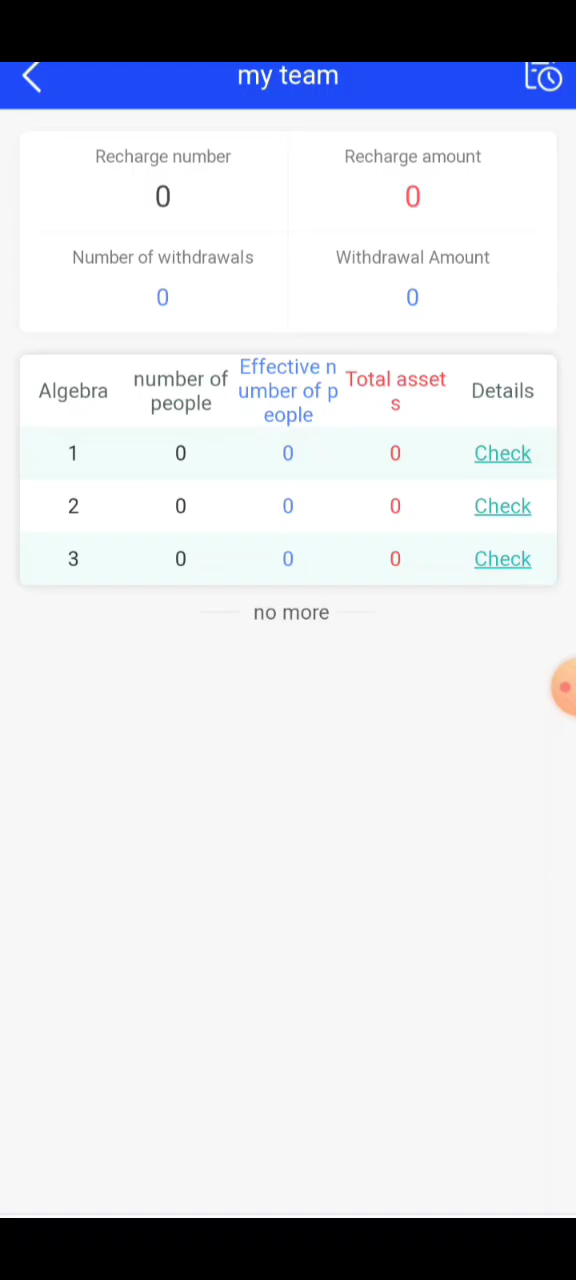 my team
Recharge number
Recharge amount
0
0
Number of withdrawals
Withdrawal Amount
0
0
Algebra
number of
people
Effective n
umber of p
eople
Total asset
s
Details
1 0 0 0 Check
2 0 0 0 Check
3 0 0 0 Check
no more